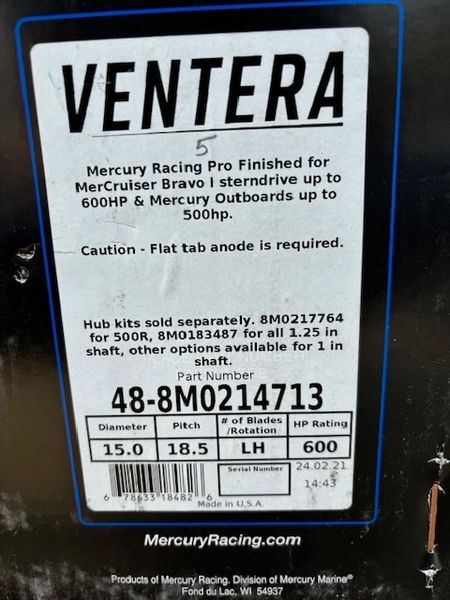 VENTERA
5
Mercury Racing Pro Finished for
MerCruiser Bravo I sterndrive up to
600HP & Mercury Outboards up to
500hp.
Caution - Flat tab anode is required.
Hub kits sold separately. 8M0217764
for 500R, 8M0183487 for all 1.25 in
shaft, other options available for 1 in
shaft.
Part Number
48-8M0214713
Diameter Pitch # of Blades /Rotation HP Rating
15.0 18.5 LH 600
Serial Number
24.02.21
14:43
6 78633 18482 6
Made in U.S.A.
MercuryRacing.com
Products of Mercury Racing. Division of Mercury Marine®
Fond du Lac, WI 54937